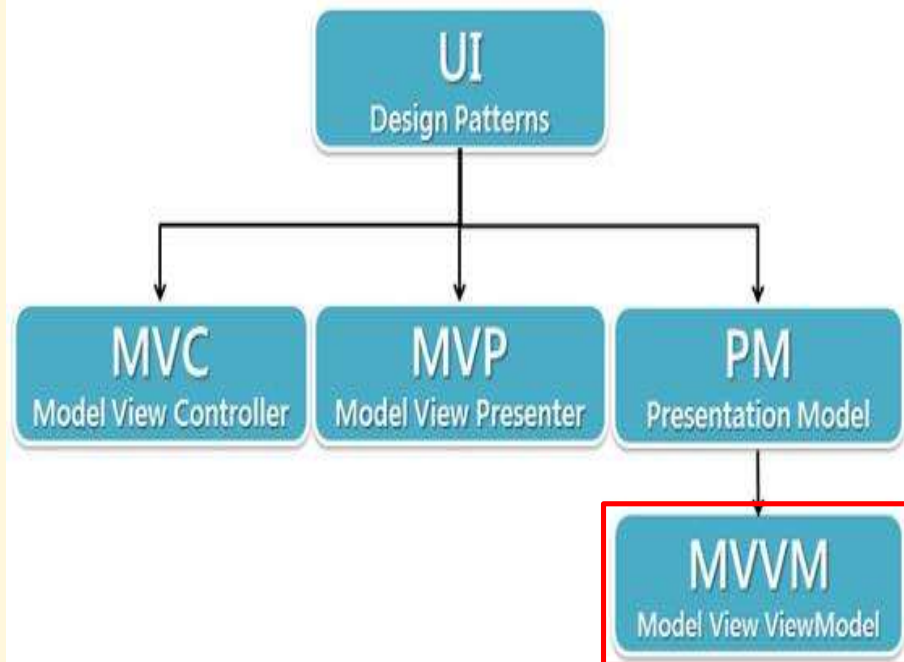 UI
Design Patterns
MVC
Model View Controller
MVP
Model View Presenter
PM
Presentation Model
MVVM
Model View ViewModel